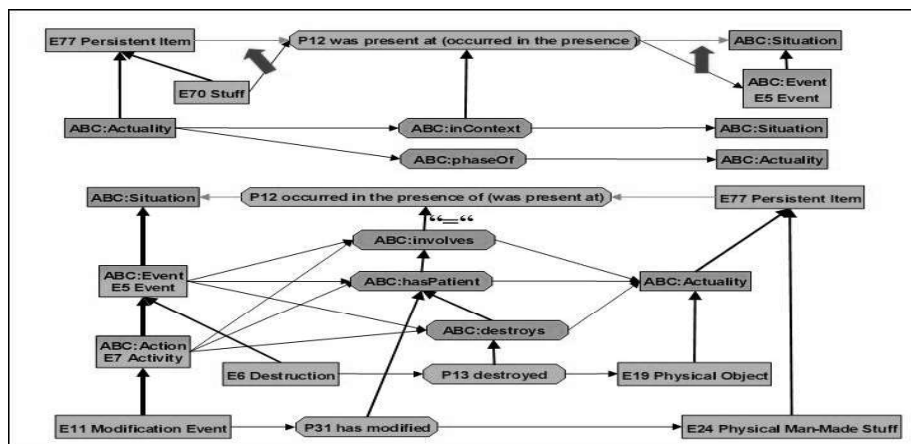 E77 Persistent Item
P12 was present at (occurred in the presence )
ABC:Situation
E70 Stuff
ABC:Event
E5 Event
ABC:Actuality
ABC:inContext
ABC:Situation
ABC:phaseOf
ABC:Actuality
ABC:Situation
P12 occurred in the presence of (was present at)
E77 Persistent Item
“=“
ABC:involves
ABC:Event
E5 Event
ABC:hasPatient
ABC:Actuality
ABC:destroys
ABC:Action
E7 Activity
E6 Destruction
P13 destroyed
E19 Physical Object
E11 Modification Event
P31 has modified
E24 Physical Man-Made Stuff